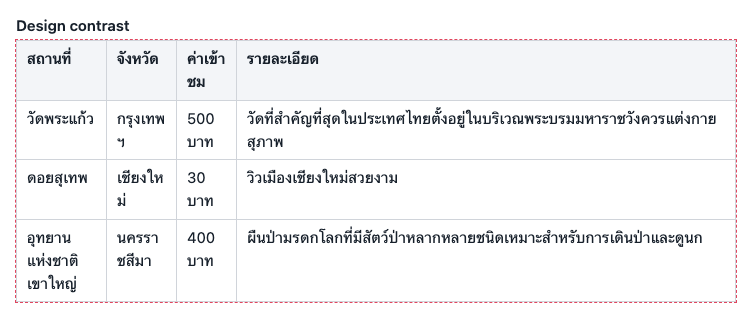 Design contrast
สถานที่ จังหวัด ค่าเข้า รายละเอียด
ชม
วัดพระแก้ว กรุงเทพ 500 วัดที่สำคัญที่สุดในประเทศไทยตั้งอยู่ในบริเวณพระบรมมหาราชวังควรแต่งกาย
ฯ บาท สุภาพ
ดอยสุเทพ เชียงให 30 วิวเมืองเชียงใหม่สวยงาม
ม่ บาท
อุทยาน นครรา 400 ผืนป่ามรดกโลกที่มีสัตว์ป่าหลากหลายชนิดเหมาะสำหรับการเดินป่าและดูนก
แห่งชาติ ชสีมา บาท
เขาใหญ่